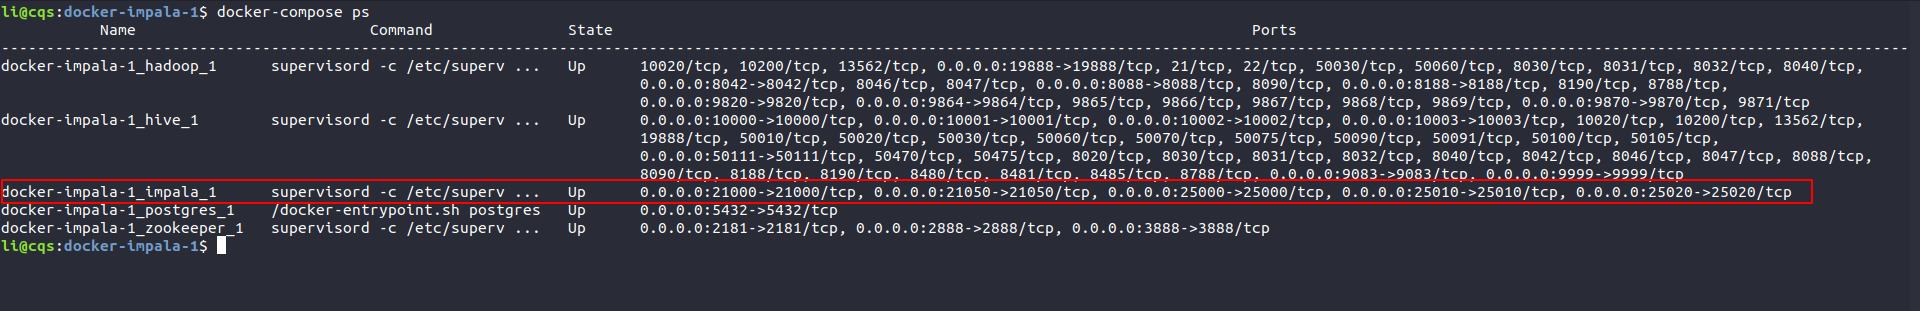 li@cqs:docker-impala-1$ docker-compose ps
Name Command State Ports
--------------------------------------------------------------------------------------------------------------------------------------------------------------------------------------------------------------------
docker-impala-1_hadoop_1 supervisord -c /etc/superv ... Up 10020/tcp, 10200/tcp, 13562/tcp, 0.0.0.0:19888->19888/tcp, 21/tcp, 22/tcp, 50030/tcp, 50060/tcp, 8030/tcp, 8031/tcp, 8032/tcp, 8040/tcp,
0.0.0.0:8042->8042/tcp, 8046/tcp, 8047/tcp, 0.0.0.0:8088->8088/tcp, 8090/tcp, 0.0.0.0:8188->8188/tcp, 8190/tcp, 8788/tcp,
0.0.0.0:9820->9820/tcp, 0.0.0.0:9864->9864/tcp, 9865/tcp, 9866/tcp, 9867/tcp, 9868/tcp, 9869/tcp, 0.0.0.0:9870->9870/tcp, 9871/tcp
docker-impala-1_hive_1 supervisord -c /etc/superv ... Up 0.0.0.0:10000->10000/tcp, 0.0.0.0:10001->10001/tcp, 0.0.0.0:10002->10002/tcp, 0.0.0.0:10003->10003/tcp, 10020/tcp, 10200/tcp, 13562/tcp,
19888/tcp, 50010/tcp, 50020/tcp, 50030/tcp, 50060/tcp, 50070/tcp, 50075/tcp, 50090/tcp, 50091/tcp, 50100/tcp, 50105/tcp,
0.0.0.0:50111->50111/tcp, 50470/tcp, 50475/tcp, 8020/tcp, 8030/tcp, 8031/tcp, 8032/tcp, 8040/tcp, 8042/tcp, 8046/tcp, 8047/tcp, 8088/tcp,
8090/tcp, 8188/tcp, 8190/tcp, 8480/tcp, 8481/tcp, 8485/tcp, 8788/tcp, 0.0.0.0:9083->9083/tcp, 0.0.0.0:9999->9999/tcp
docker-impala-1_impala_1 supervisord -c /etc/superv ... Up 0.0.0.0:21000->21000/tcp, 0.0.0.0:21050->21050/tcp, 0.0.0.0:25000->25000/tcp, 0.0.0.0:25010->25010/tcp, 0.0.0.0:25020->25020/tcp
docker-impala-1_postgres_1 /docker-entrypoint.sh postgres Up 0.0.0.0:5432->5432/tcp
docker-impala-1_zookeeper_1 supervisord -c /etc/superv ... Up 0.0.0.0:2181->2181/tcp, 0.0.0.0:2888->2888/tcp, 0.0.0.0:3888->3888/tcp
li@cqs:docker-impala-1$